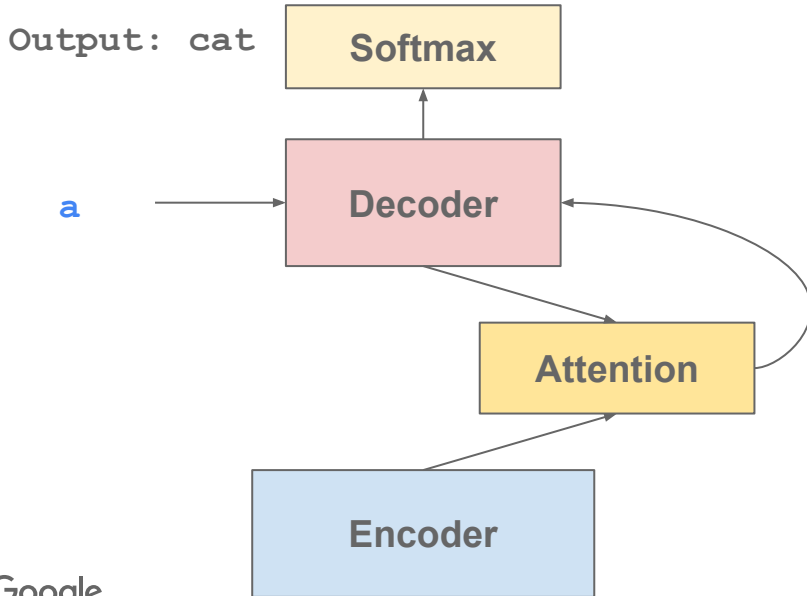 Output: cat
Softmax
a
Decoder
Attention
Encoder
Google